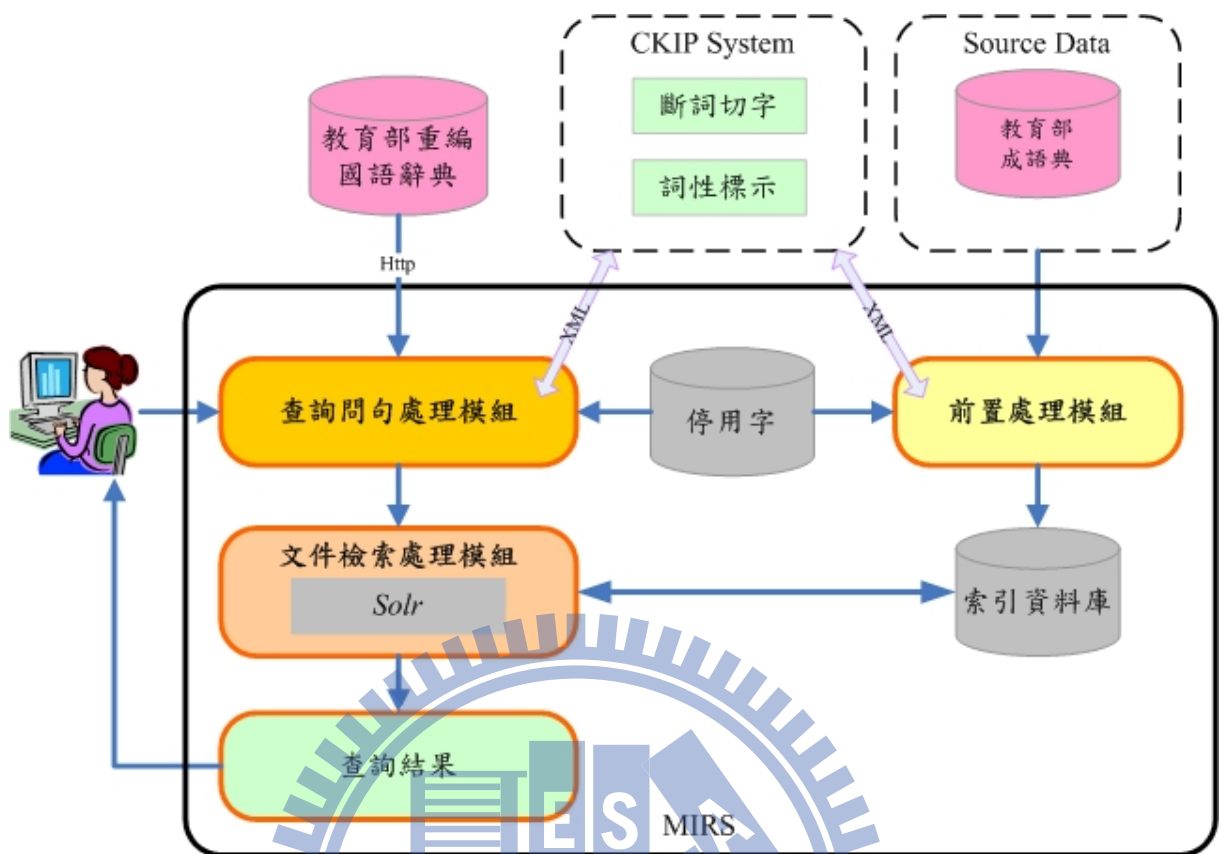 CKIP System
Source Data
斷詞切字
詞性標示
教育部重編
國語辭典
教育部
成語典
Http
XML
XML
查詢問句處理模組
停用字
前置處理模組
文件檢索處理模組
Solr
索引資料庫
查詢結果
ESA
MIRS